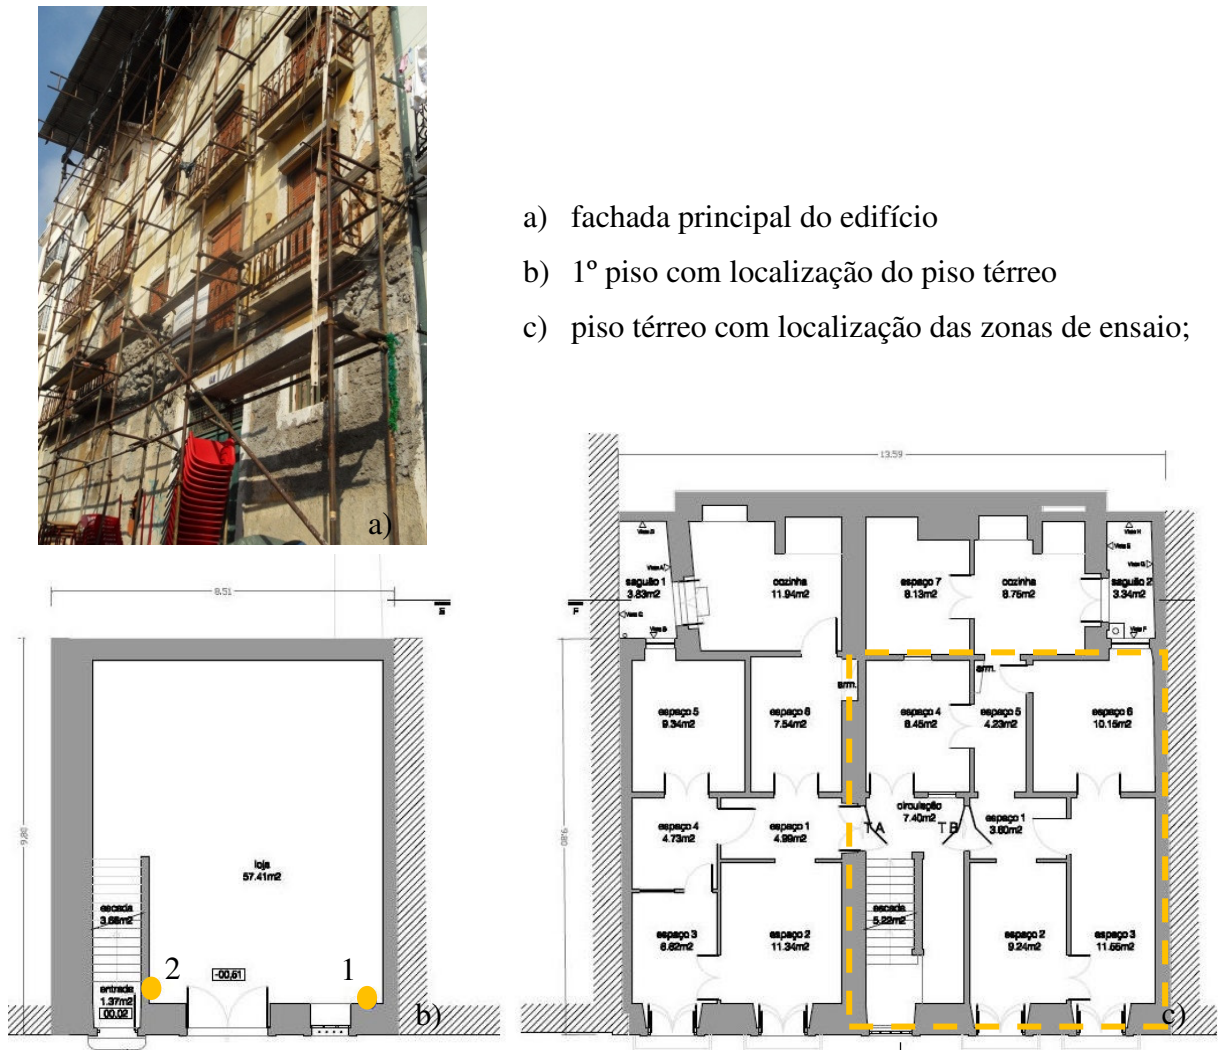 a)
a) fachada principal do edifício
b) 1º piso com localização do piso térreo
c) piso térreo com localização das zonas de ensaio;
8.51
9.80
loja
57.41m2
escada
3.66m2
2
1
-00,61
entrada
1.37m2
00,02
b)
13.59
saguão 1
3.83m2
cozinha
11.94m2
espaço 7
8.13m2
cozinha
8.75m2
saguão 2
3.34m2
9.80
arm.
arm.
espaço 5
9.34m2
espaço 6
7.54m2
espaço 4
8.45m2
espaço 5
4.23m2
espaço 6
10.15m2
circulação
7.40m2
TA
TB
espaço 4
4.73m2
espaço 1
4.99m2
espaço 1
3.60m2
escada
5.22m2
espaço 3
6.62m2
espaço 2
11.34m2
espaço 2
9.24m2
espaço 3
11.55m2
c)